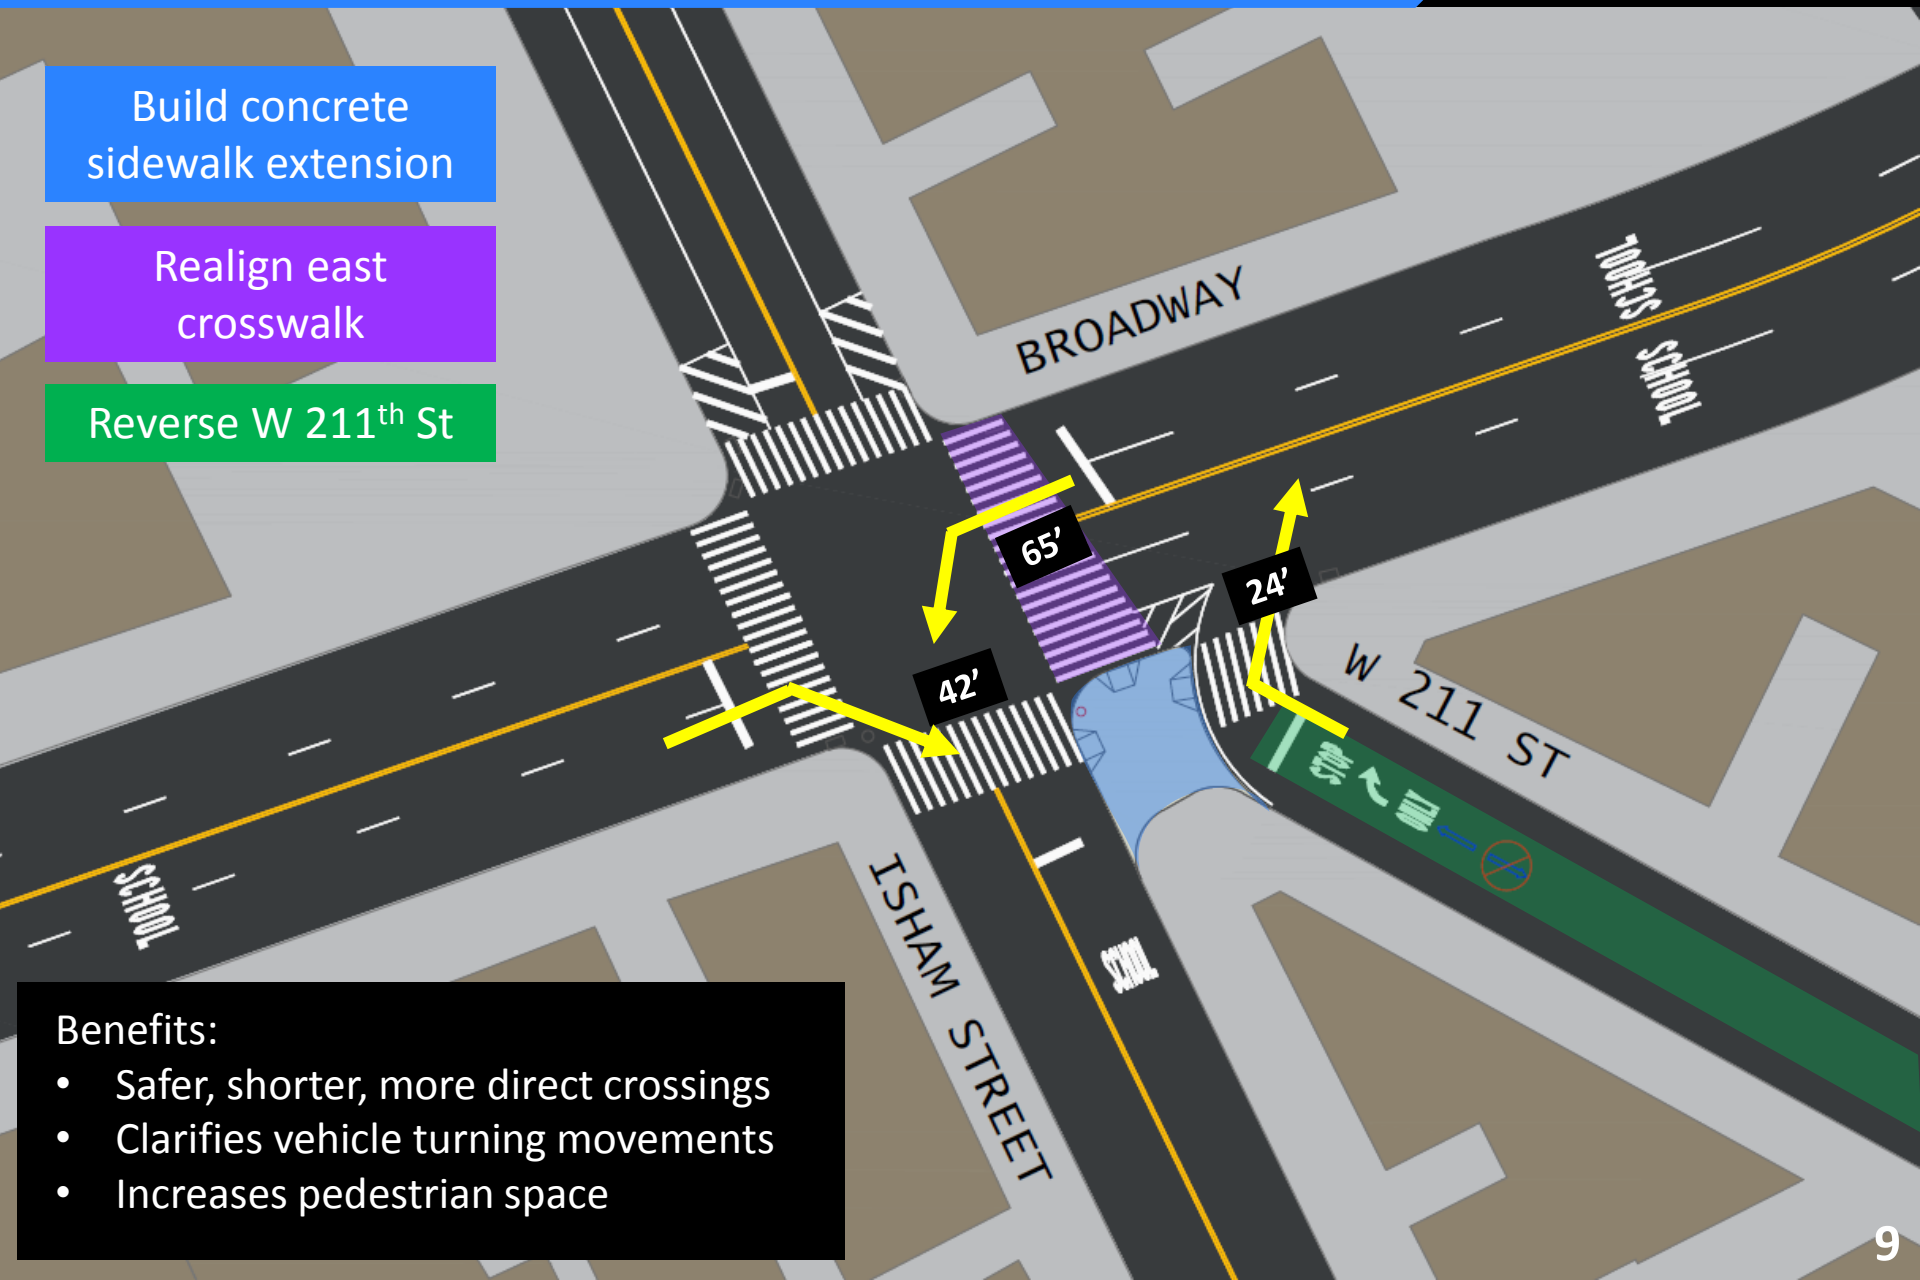 Build concrete
sidewalk extension
Realign east
crosswalk
Reverse W 211th St
BROADWAY
SCHOOL
SCHOOL
65’
24’
42’
W 211 ST
ONLY
SCHOOL
SCHOOL
ISHAM STREET
Benefits:
• Safer, shorter, more direct crossings
• Clarifies vehicle turning movements
• Increases pedestrian space
9